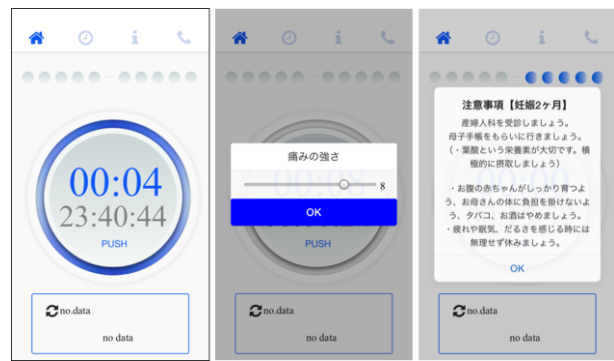 00:04
23:40:44
PUSH
no.data
no data
痛みの強さ
8
OK
PUSH
no.data
no data
注意事項【妊娠2ヶ月】
産婦人科を受診しましょう。
母子手帳をもらいに行きましょう。
(・葉酸という栄養素が大切です。積
極的に摂取しましょう)
・お腹の赤ちゃんがしっかり育つよ
う、お母さんの体に負担を掛けないよ
う、タバコ、お酒はやめましょう。
・疲れや眠気、だるさを感じる時には
無理せず休みましょう。
OK
no.data
no data